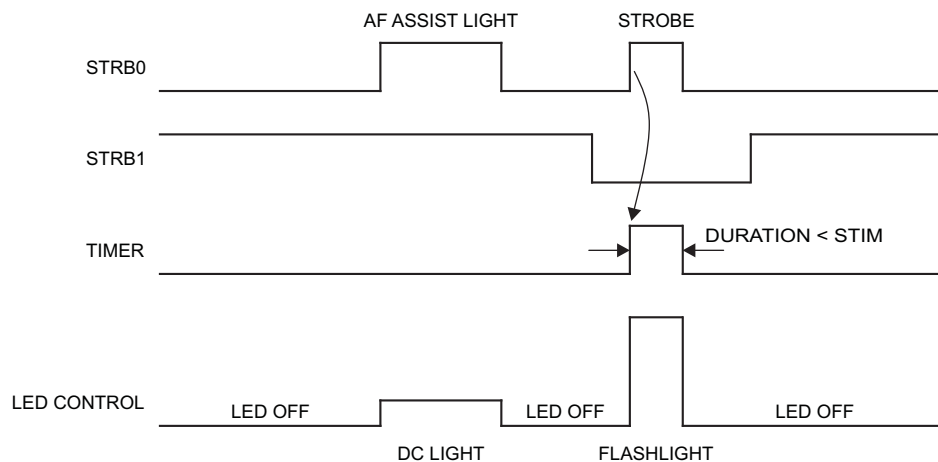 AF ASSIST LIGHT STROBE
STRB0
STRB1
TIMER DURATION < STIM
LED CONTROL LED OFF LED OFF LED OFF
DC LIGHT FLASHLIGHT